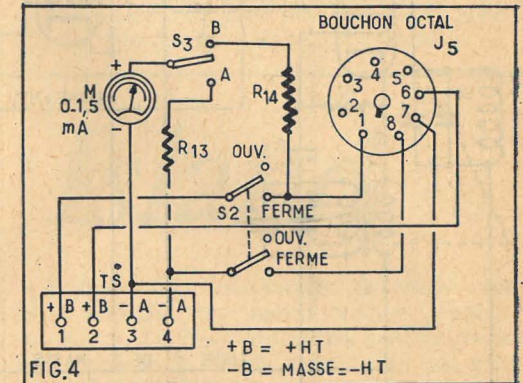 BOUCHON OCTAL
J5
S3
B
A
+
M
0.1,5
mA
-
R14
R13
3
4
5
6
2
1
8
7
OUV.
S2
FERME
OUV.
FERME
TS
+ B + B - A - A
1 2 3 4
+B = +HT
-B = MASSE=-HT
FIG.4